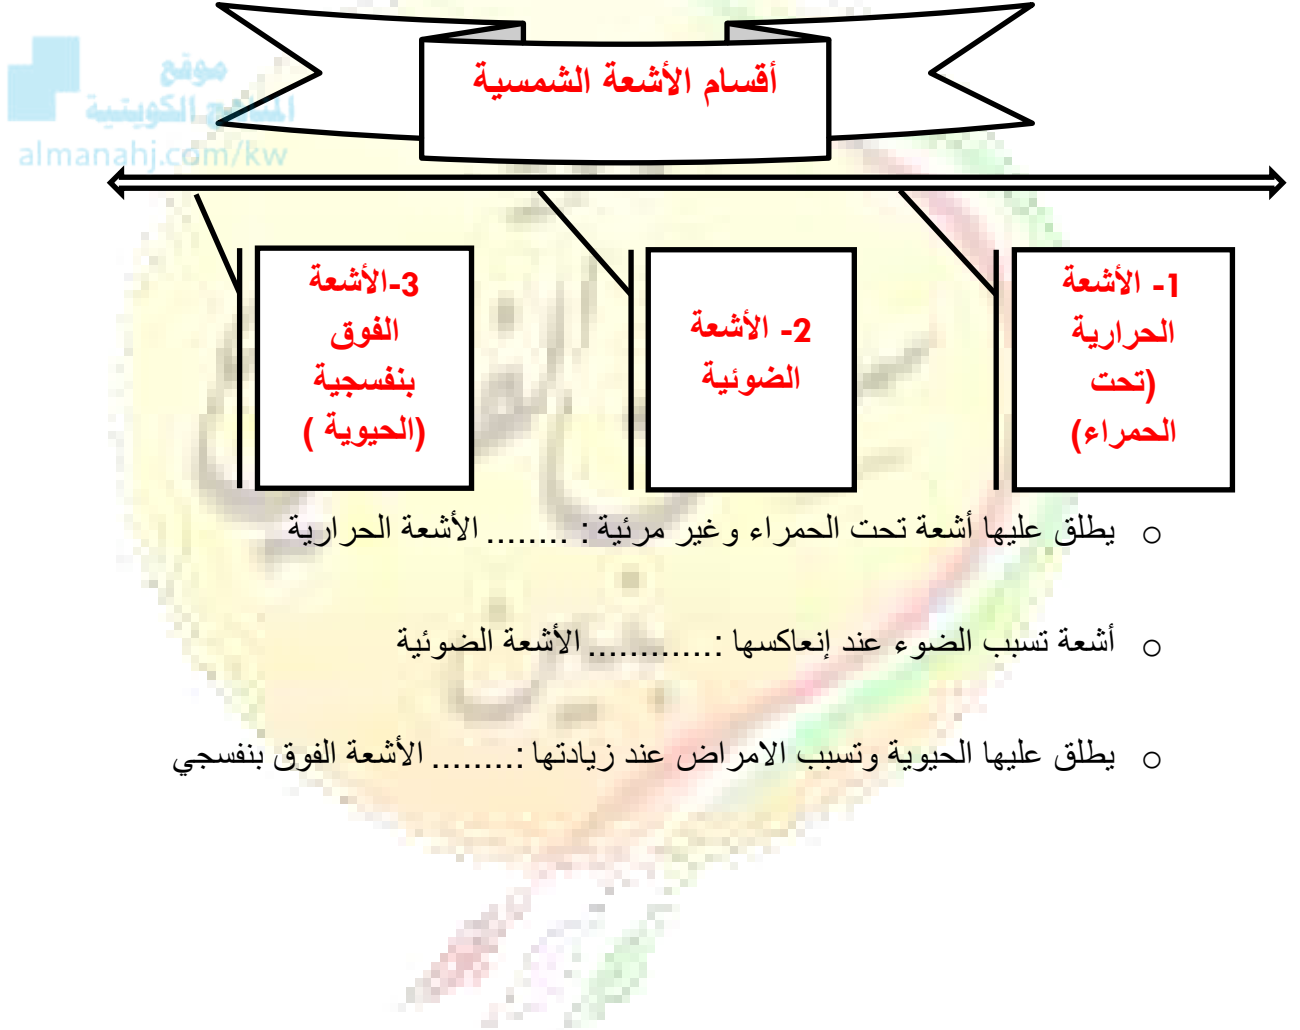 موقع
المناهج الكويتية
almanahj.com/kw
أقسام الأشعة الشمسية
1- الأشعة
الحرارية
(تحت
الحمراء)
2- الأشعة
الضوئية
3-الأشعة
الفوق
بنفسجية
(الحيوية )
يطلق عليها أشعة تحت الحمراء وغير مرئية : ........ الأشعة الحرارية
أشعة تسبب الضوء عند إنعاكسها :............ الأشعة الضوئية
يطلق عليها الحيوية وتسبب الامراض عند زيادتها :........ الأشعة الفوق بنفسجي